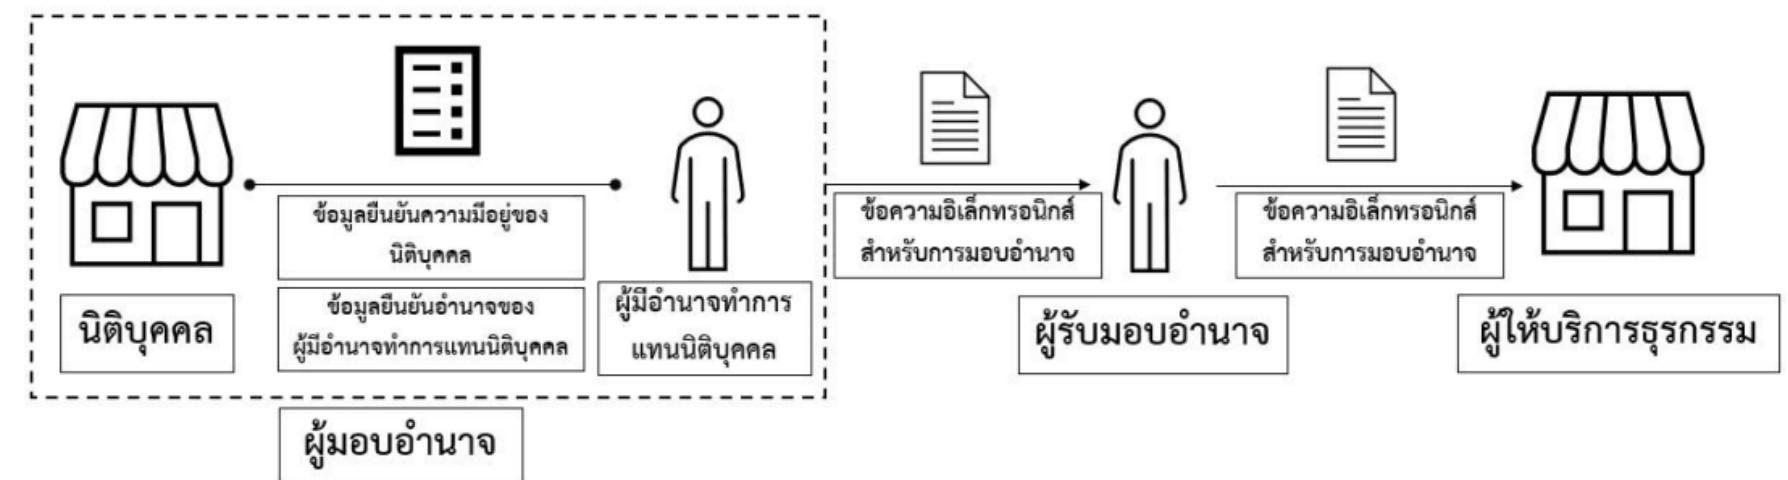 นิติบุคคล
ข้อมูลยืนยันความมีอยู่ของ
นิติบุคคล
ข้อมูลยืนยันอำนาจของ
ผู้มีอำนาจทำการแทนนิติบุคคล
ผู้มีอำนาจทำการ
แทนนิติบุคคล
ผู้มอบอำนาจ
ข้อความอิเล็กทรอนิกส์
สำหรับการมอบอำนาจ
ผู้รับมอบอำนาจ
ข้อความอิเล็กทรอนิกส์
สำหรับการมอบอำนาจ
ผู้ให้บริการธุรกรรม